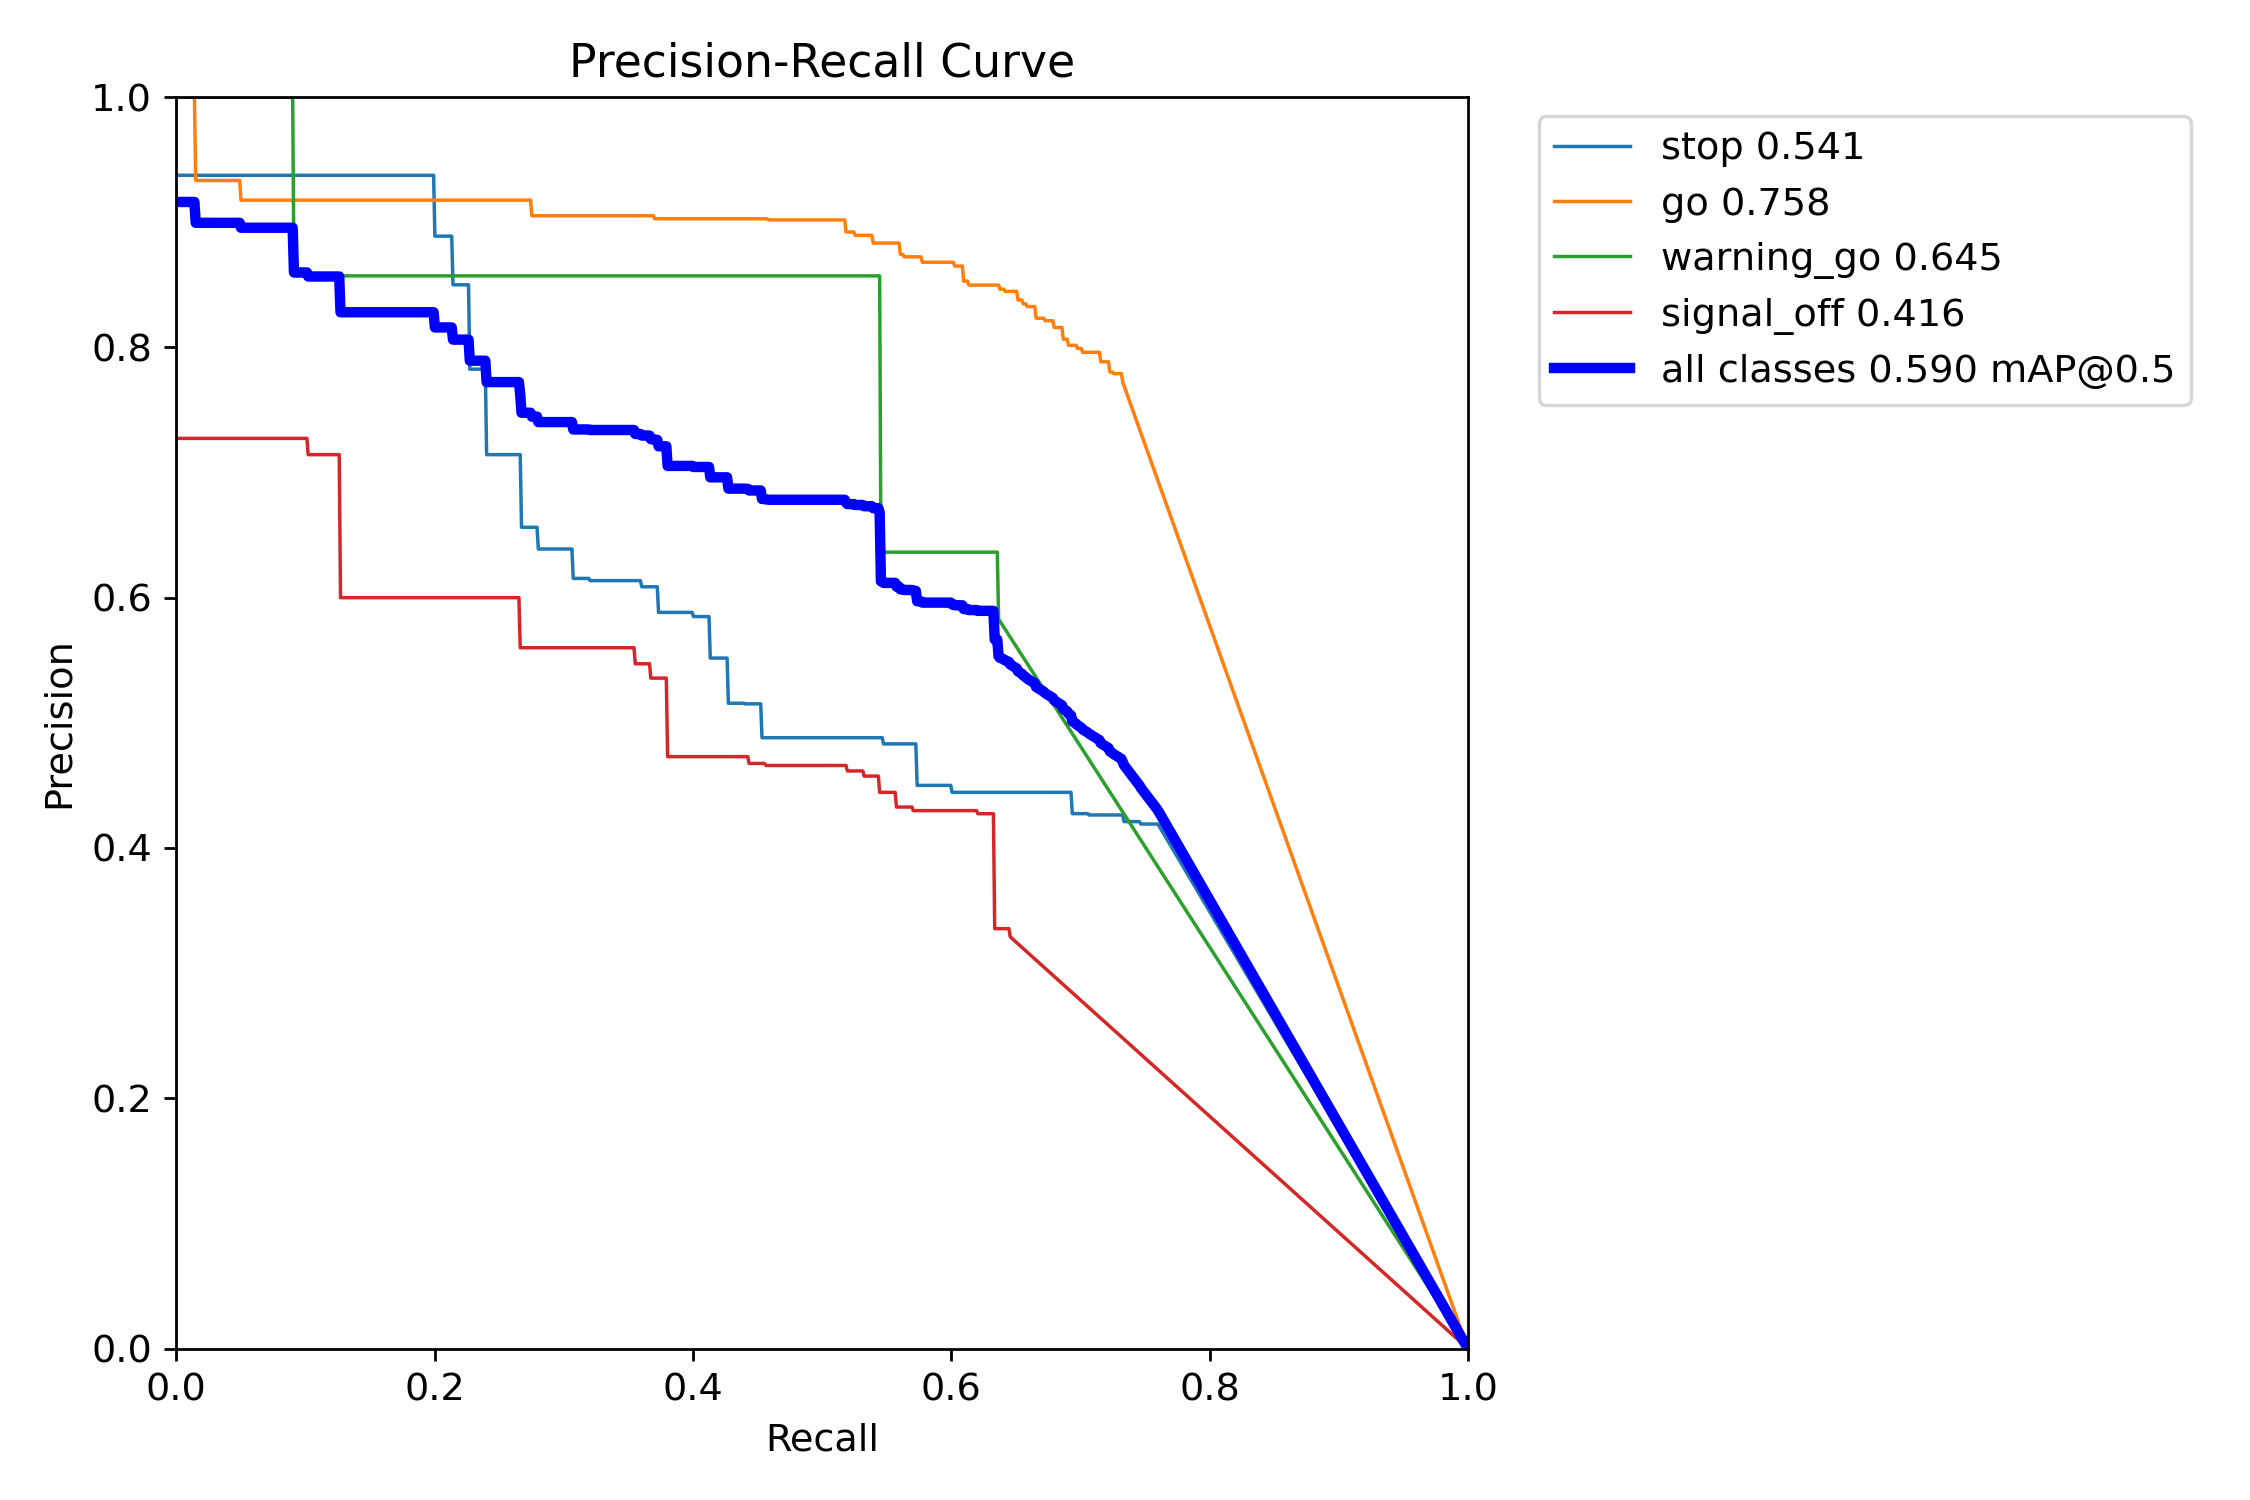 Precision-Recall Curve
1.0
0.8
0.6
0.4
0.2
0.0
Precision
0.0 0.2 0.4 0.6 0.8 1.0
Recall
stop 0.541
go 0.758
warning_go 0.645
signal_off 0.416
all classes 0.590 mAP@0.5